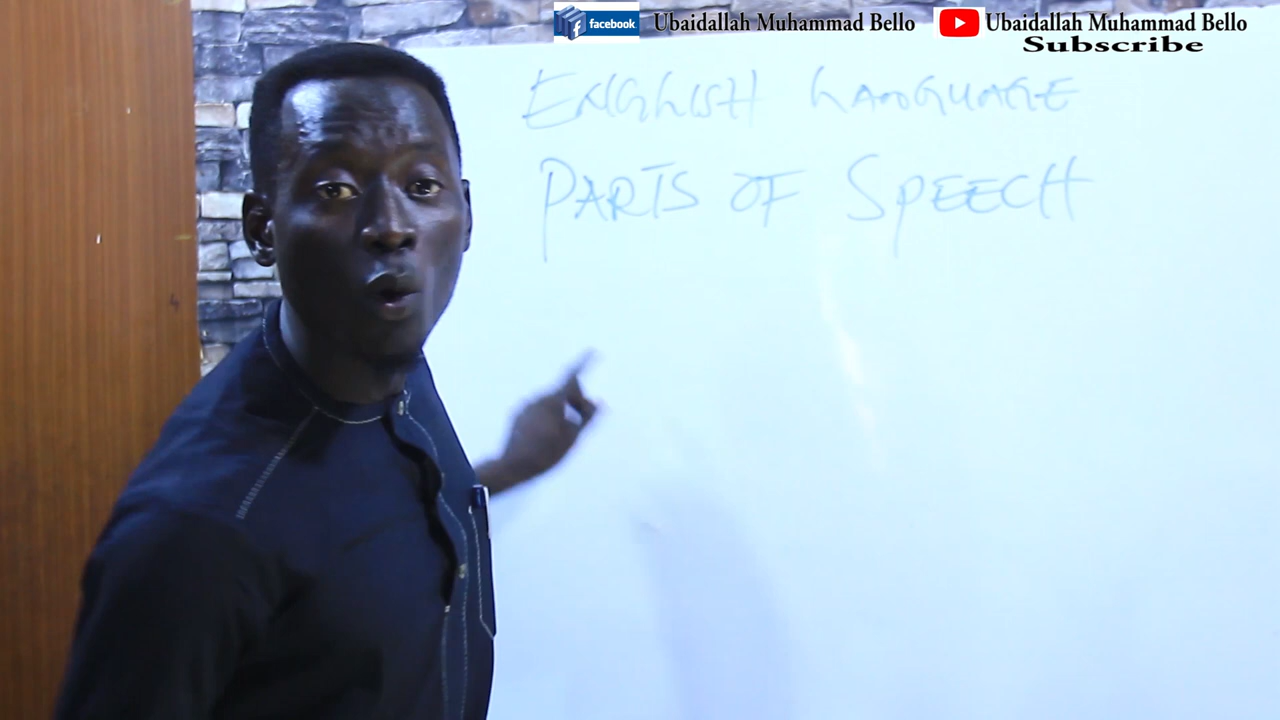 facebook Ubaidallah Muhammad Bello Ubaidallah Muhammad Bello
Subscribe
ENGLISH LANGUAGE
PARTS OF SPEECH